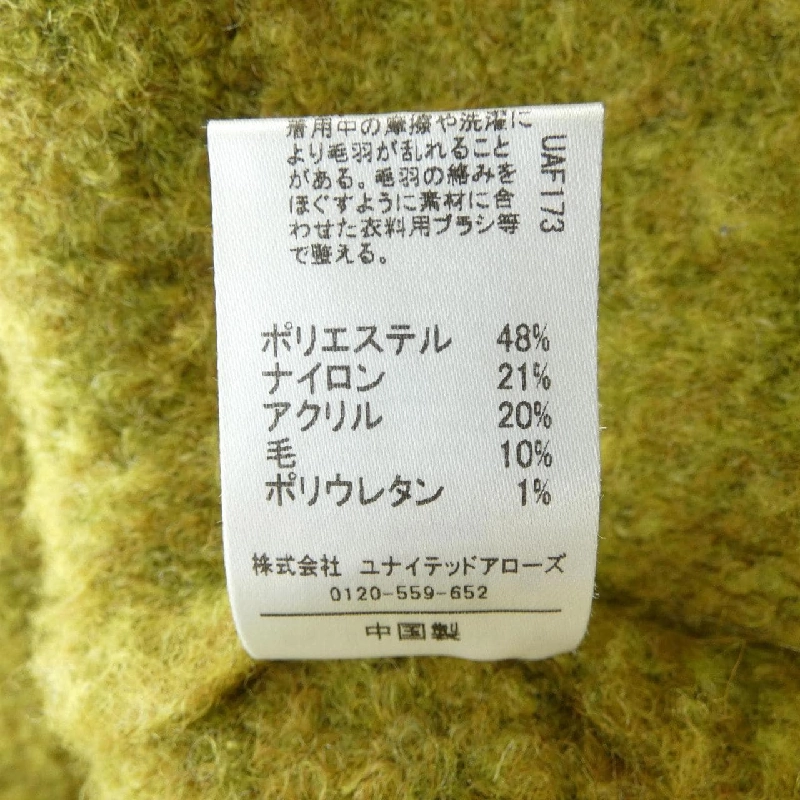 着用中の摩擦や洗濯に
より毛羽が乱れること
がある。毛羽の絡みを
ほぐすように素材に合
わせた衣料用ブラシ等
で整える。
UAF173
ポリエステル 48%
ナイロン 21%
アクリル 20%
毛 10%
ポリウレタン 1%
株式会社 ユナイテッドアローズ
0120-559-652
中国製